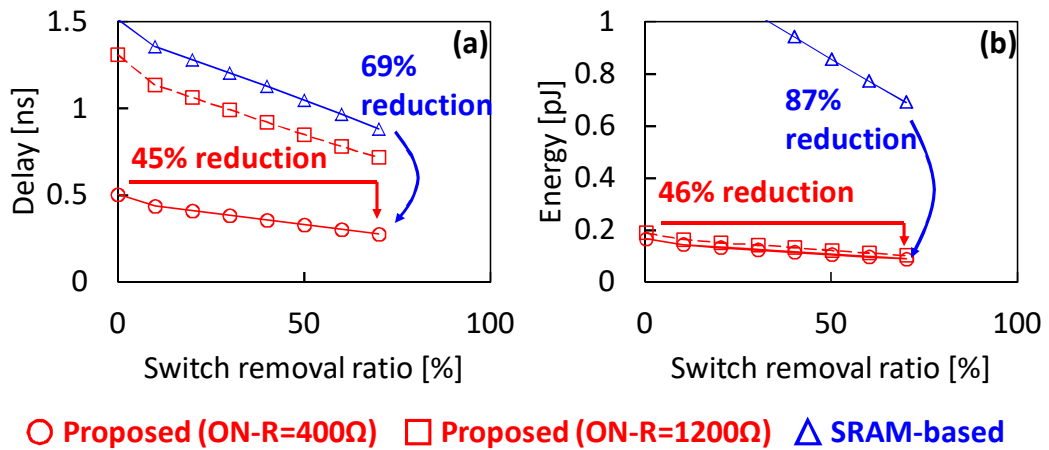 (a)
69%
reduction
45% reduction
Delay [ns]
1.5
1
0.5
0
0
50
100
Switch removal ratio [%]
(b)
87%
reduction
46% reduction
Energy [pJ]
1
0.8
0.6
0.4
0.2
0
0
50
100
Switch removal ratio [%]
Proposed (ON-R=400Ω)
Proposed (ON-R=1200Ω)
SRAM-based